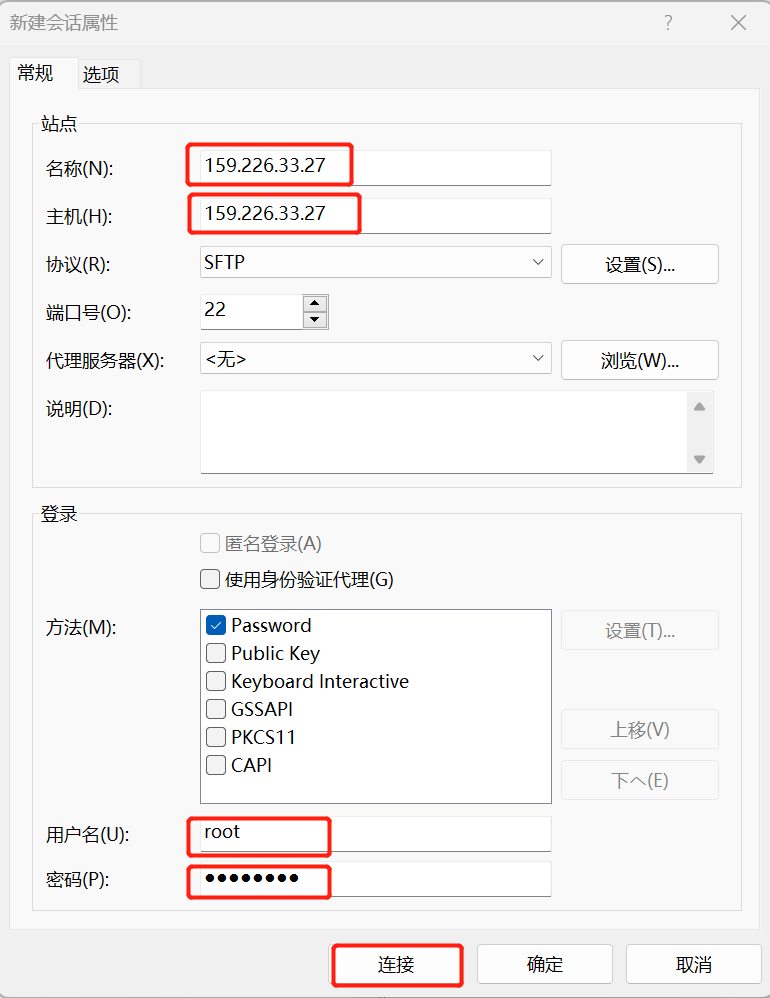 新建会话属性 ?
常规 选项
站点
名称(N): 159.226.33.27
主机(H): 159.226.33.27
协议(R): SFTP 设置(S)...
端口号(O): 22
代理服务器(X): <无> 浏览(W)...
说明(D):
登录
匿名登录(A)
使用身份验证代理(G)
方法(M):
Password 设置(T)...
Public Key
Keyboard Interactive
GSSAPI 上移(V)
PKCS11
CAPI 下へ(E)
用户名(U): root
密码(P): ●●●●●●●●
连接 确定 取消